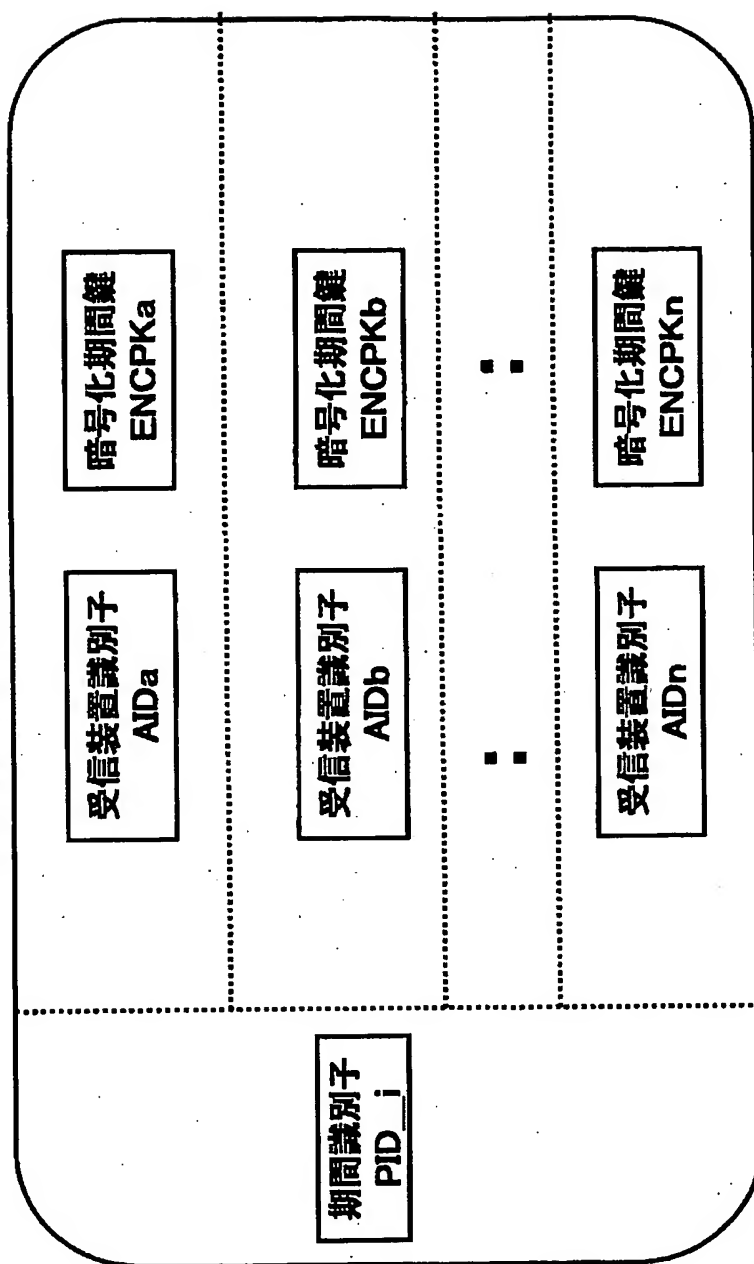 期間識別子
PID_i
受信装置識別子
AIDa
暗号化期間鍵
ENCPKa
受信装置識別子
AIDb
暗号化期間鍵
ENCPKb
受信装置識別子
AIDn
暗号化期間鍵
ENCPKn